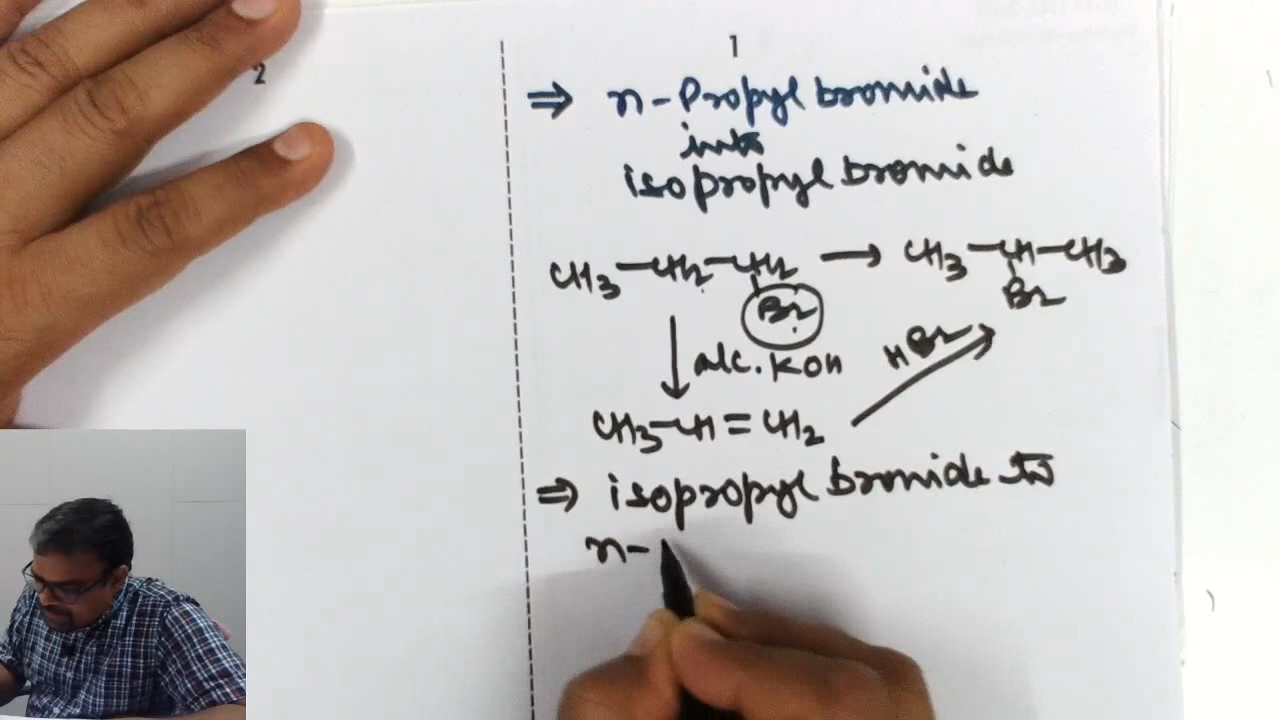 2
1
⇒ n-Propyl bromide
into
isopropyl bromide
CH3-CH2-CH2 → CH3-CH-CH3
Br
Br
alc. KOH
HBr
CH3-CH=CH2
⇒ isopropyl bromide to
n-